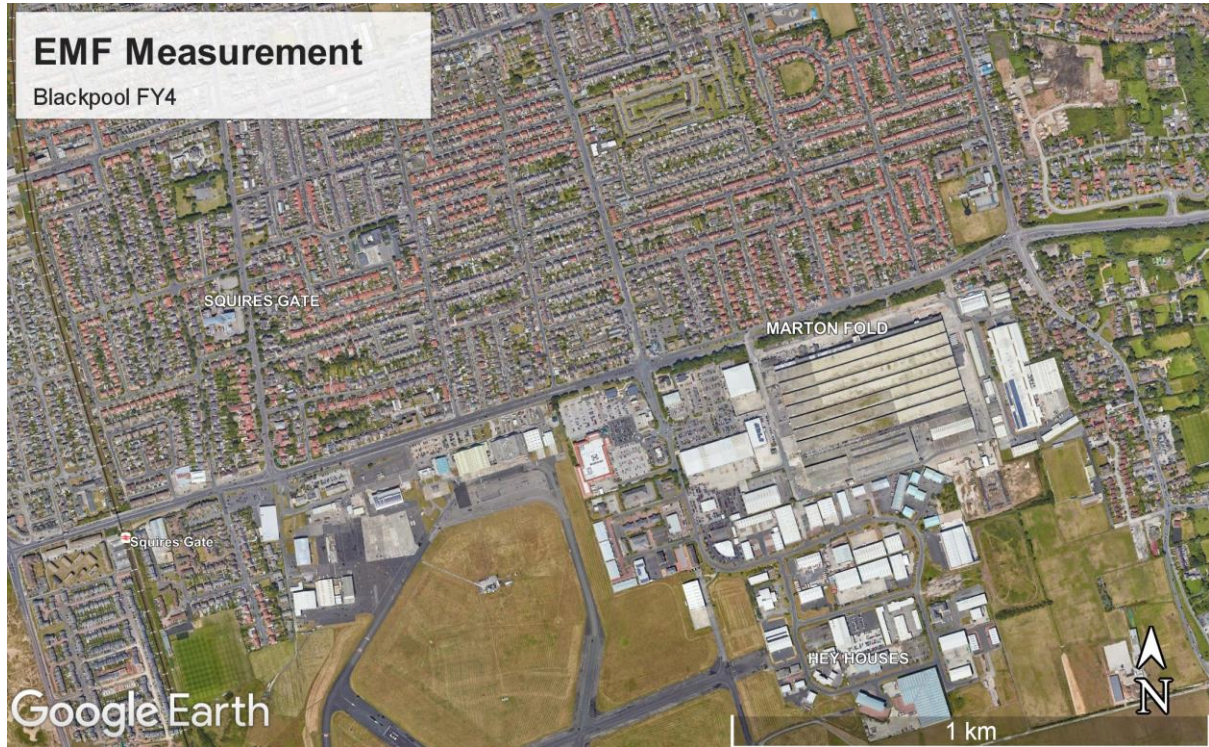 EMF Measurement
Blackpool FY4
SQUIRES GATE
MARTON FOLD
Squires Gate
HEY HOUSES
N
Google Earth
1 km